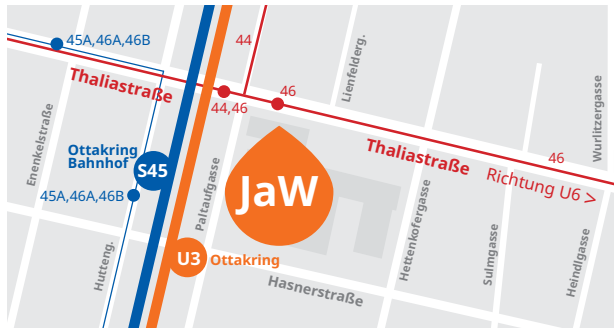 45A,46A,46B
44
Lienfelderg.
Wurlitzergasse
Thaliastraße
46
44,46
Enenkelstraße
Ottakring
Bahnhof
S45
Thaliastraße
46
Richtung U6 >
45A,46A,46B
Paltaufgasse
JaW
Hettenkofergasse
Sulmgasse
Heindlgasse
Hutteng.
U3 Ottakring
Hasnerstraße